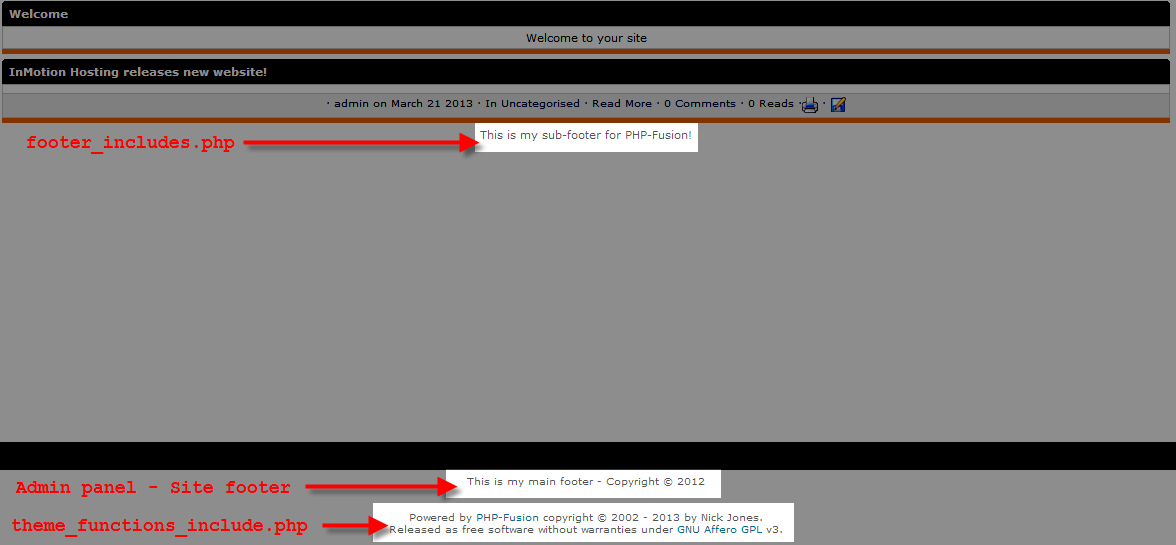 Welcome
Welcome to your site
InMotion Hosting releases new website!
· admin on March 21 2013 · In Uncategorised · Read More · 0 Comments · 0 Reads · ·
This is my sub-footer for PHP-Fusion!
footer_includes.php
Admin panel - Site footer
This is my main footer - Copyright © 2012
theme_functions_include.php
Powered by PHP-Fusion copyright © 2002 - 2013 by Nick Jones.
Released as free software without warranties under GNU Affero GPL v3.